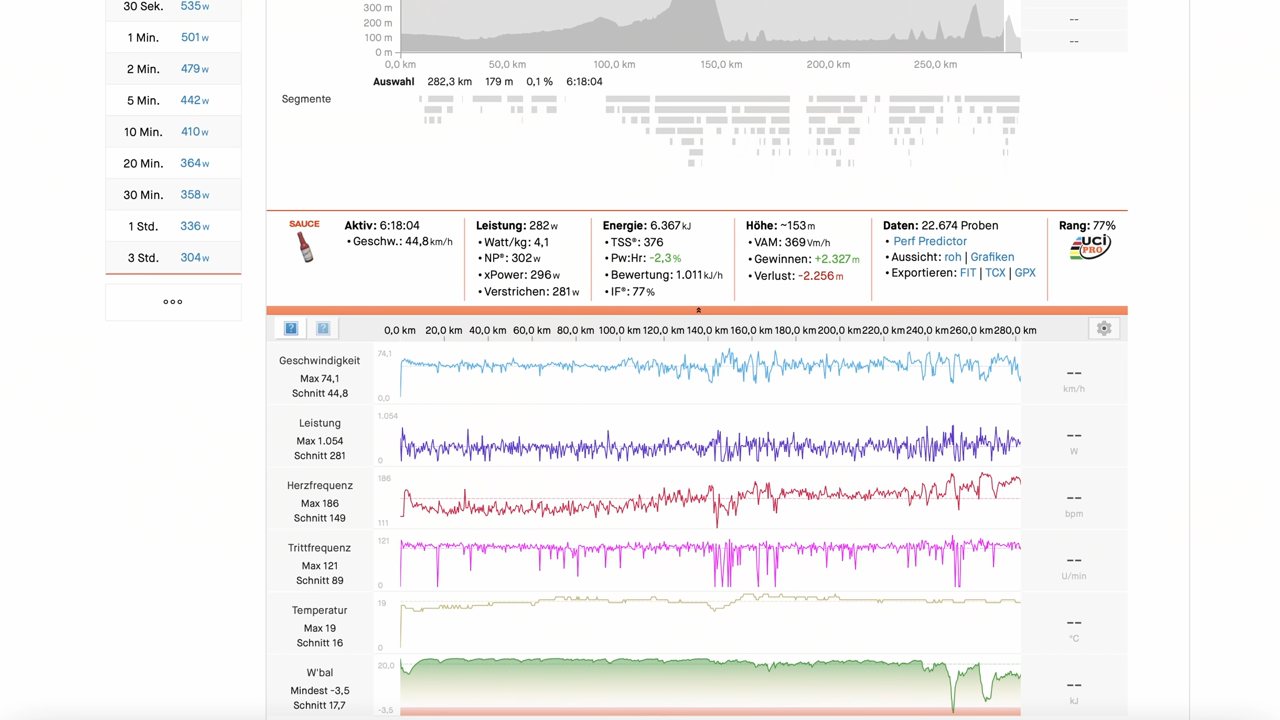 30 Sek. 535 w
1 Min. 501 w
2 Min. 479 w
5 Min. 442 w
10 Min. 410 w
20 Min. 364 w
30 Min. 358 w
1 Std. 336 w
3 Std. 304 w
300 m
200 m
100 m
0 m
0,0 km 50,0 km 100,0 km 150,0 km 200,0 km 250,0 km
--
--
Auswahl 282,3 km 179 m 0,1 % 6:18:04
Segmente
SAUCE
Aktiv: 6:18:04
• Geschw.: 44,8 km/h
Leistung: 282 w
• Watt/kg: 4,1
• NP®: 302 w
• xPower: 296 w
• Verstrichen: 281 w
Energie: 6.367 kJ
• TSS®: 376
• Pw:Hr: -2,3 %
• Bewertung: 1.011 kJ/h
• IF®: 77 %
Höhe: ~153 m
• VAM: 369 Vm/h
• Gewinnen: +2.327 m
• Verlust: -2.256 m
Daten: 22.674 Proben
• Perf Predictor
• Aussicht: roh | Grafiken
• Exportieren: FIT | TCX | GPX
Rang: 77%
UCI
PRO
? ? 0,0 km 20,0 km 40,0 km 60,0 km 80,0 km 100,0 km 120,0 km 140,0 km 160,0 km 180,0 km 200,0 km 220,0 km 240,0 km 260,0 km 280,0 km
Geschwindigkeit
Max 74,1
Schnitt 44,8
74,1
0,0
--
km/h
Leistung
Max 1.054
Schnitt 281
1.054
0
--
W
Herzfrequenz
Max 186
Schnitt 149
186
111
--
bpm
Trittfrequenz
Max 121
Schnitt 89
121
0
--
U/min
Temperatur
Max 19
Schnitt 16
19
0
--
°C
W'bal
Mindest -3,5
Schnitt 17,7
20,0
-3,5
--
kJ